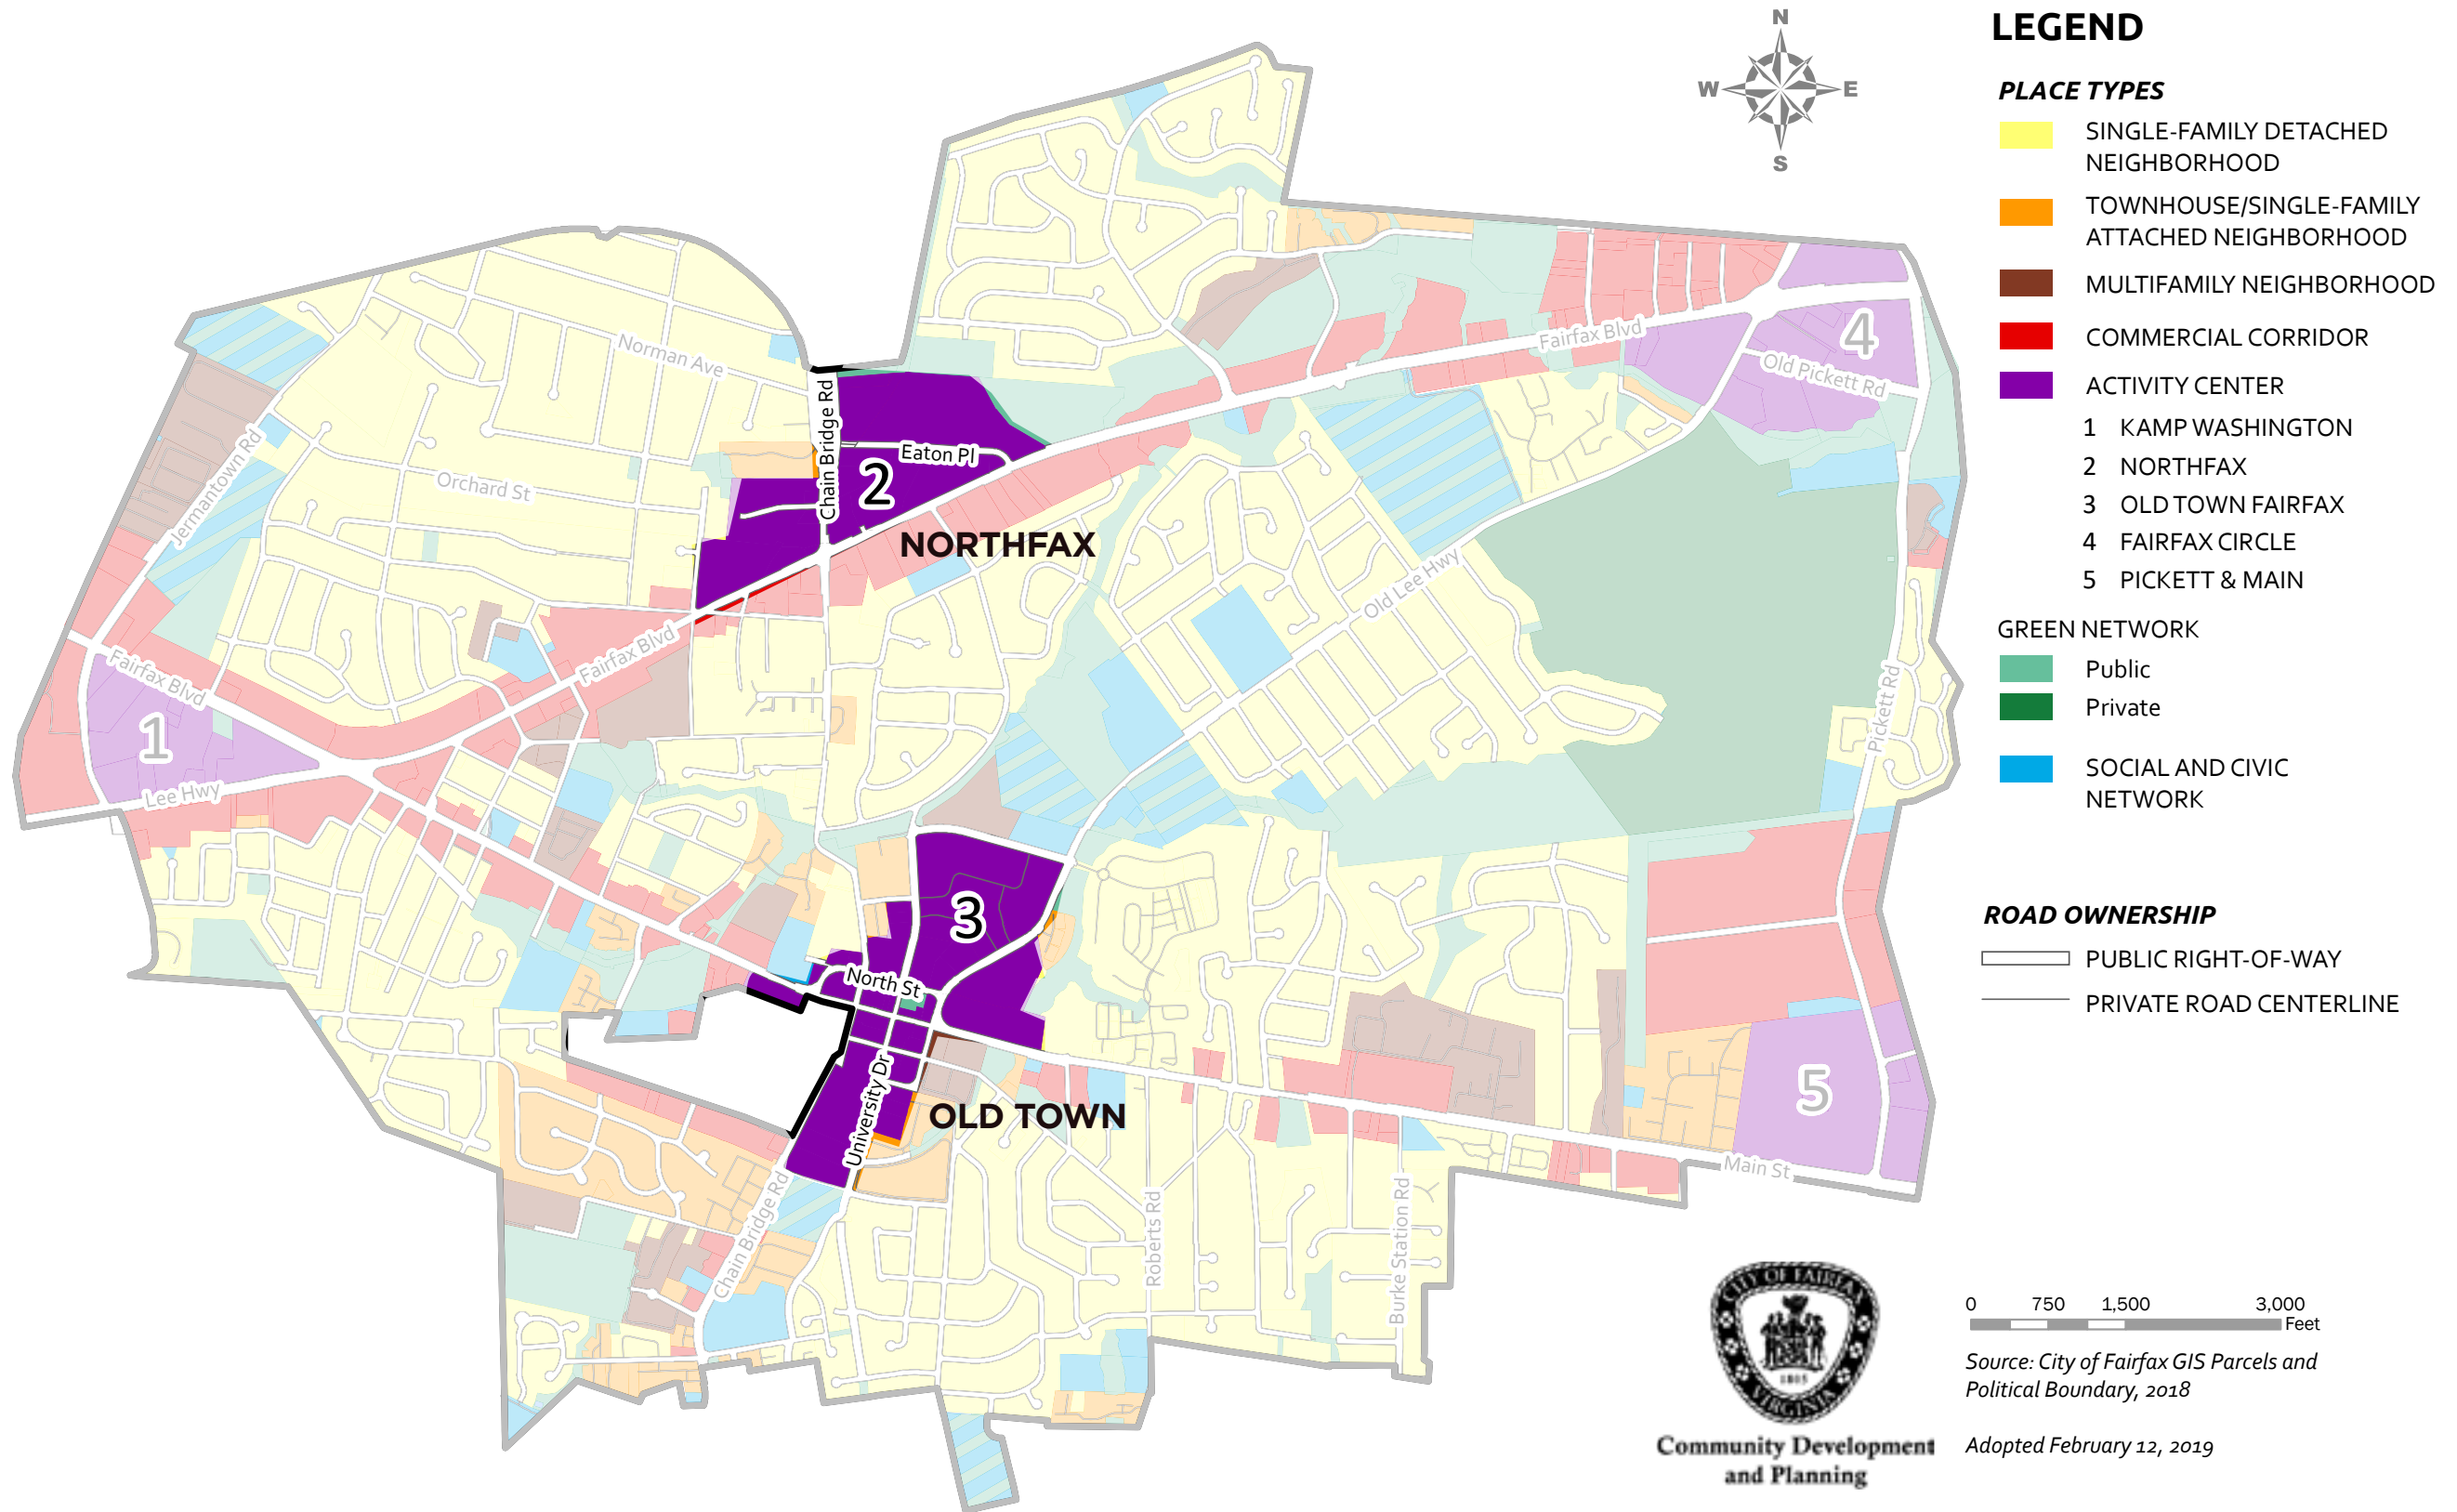 N
W E
S
LEGEND
PLACE TYPES
SINGLE-FAMILY DETACHED
NEIGHBORHOOD
TOWNHOUSE/SINGLE-FAMILY
ATTACHED NEIGHBORHOOD
MULTIFAMILY NEIGHBORHOOD
COMMERCIAL CORRIDOR
ACTIVITY CENTER
1 KAMP WASHINGTON
2 NORTHFAX
3 OLD TOWN FAIRFAX
4 FAIRFAX CIRCLE
5 PICKETT & MAIN
GREEN NETWORK
Public
Private
SOCIAL AND CIVIC
NETWORK
ROAD OWNERSHIP
PUBLIC RIGHT-OF-WAY
PRIVATE ROAD CENTERLINE
Norman Ave
Fairfax Blvd
4
Old Pickett Rd
Chain Bridge Rd
Eaton Pl
2
NORTHFAX
Jermantown Rd
Orchard St
Old Lee Hwy
Fairfax Blvd
Fairfax Blvd
1
Lee Hwy
Pickett Rd
3
North St
University Dr
OLD TOWN
5
Main St
Chain Bridge Rd
Roberts Rd
Burke Station Rd
CITY OF FAIRFAX
1805
VIRGINIA
Community Development
and Planning
0 750 1,500 3,000
Feet
Source: City of Fairfax GIS Parcels and
Political Boundary, 2018
Adopted February 12, 2019